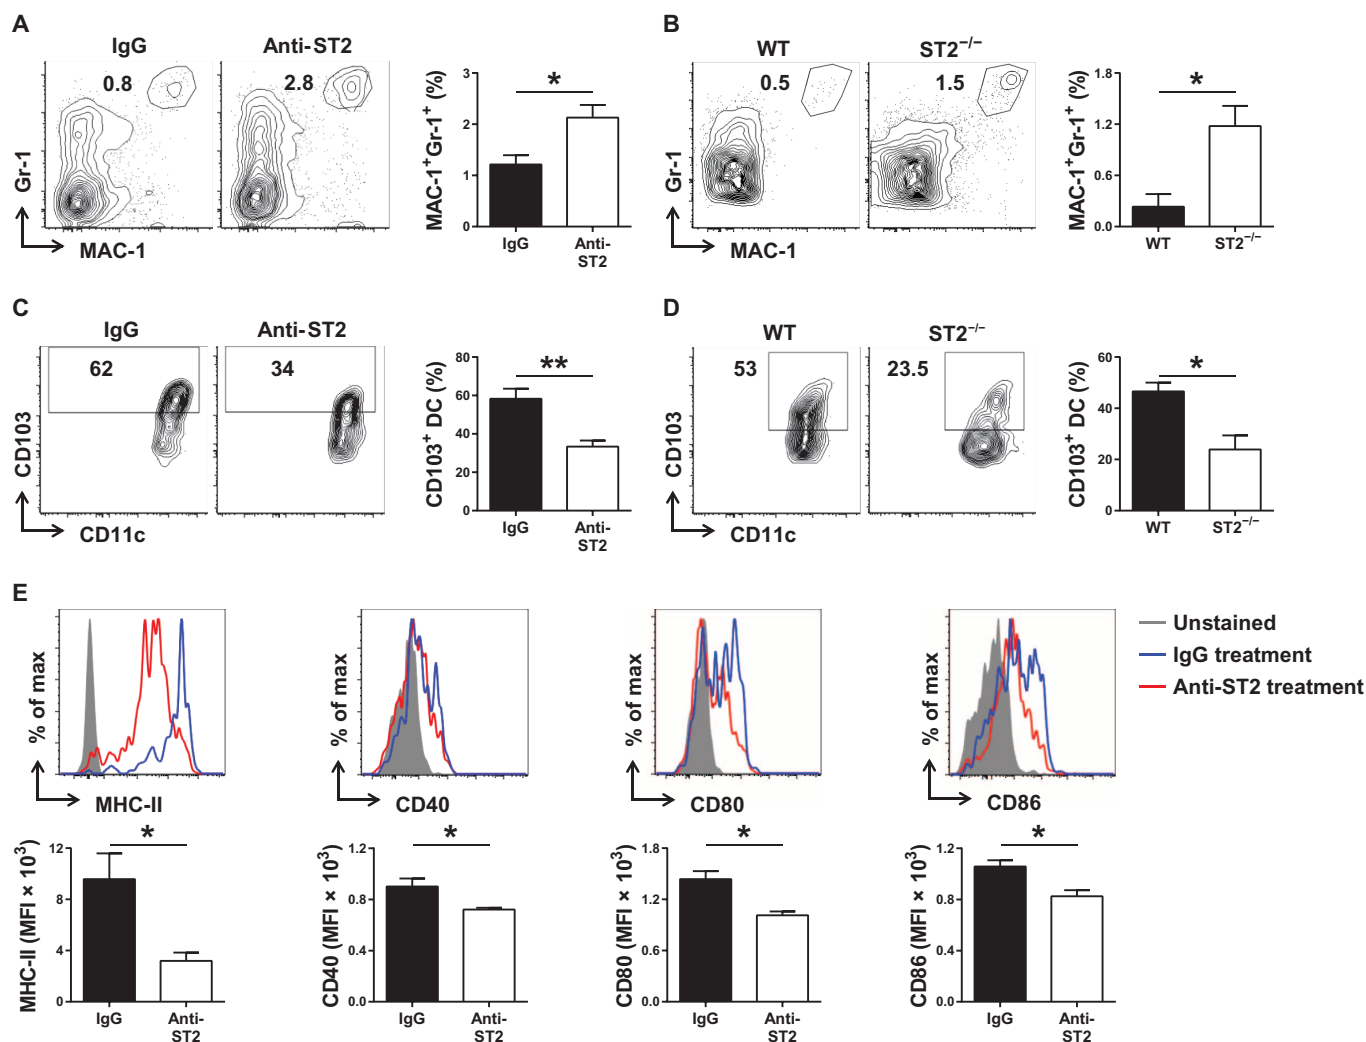 A
IgG
Anti-ST2
0.8
2.8
Gr-1
MAC-1
MAC-1⁺Gr-1⁺ (%)
3
2
1
0
*
IgG
Anti-
ST2
B
WT
ST2⁻/⁻
0.5
1.5
Gr-1
MAC-1
MAC-1⁺Gr-1⁺ (%)
1.8
1.2
0.6
0.0
*
WT
ST2⁻/⁻
C
IgG
Anti-ST2
62
34
CD103
CD11c
CD103⁺ DC (%)
80
60
40
20
0
**
IgG
Anti-
ST2
D
WT
ST2⁻/⁻
53
23.5
CD103
CD11c
CD103⁺ DC (%)
60
40
20
0
*
WT
ST2⁻/⁻
E
% of max
MHC-II
% of max
CD40
% of max
CD80
% of max
CD86
Unstained
IgG treatment
Anti-ST2 treatment
MHC-II (MFI × 10³)
12
8
4
0
*
IgG
Anti-
ST2
CD40 (MFI × 10³)
1.2
0.8
0.4
0.0
*
IgG
Anti-
ST2
CD80 (MFI × 10³)
1.8
1.2
0.6
0.0
*
IgG
Anti-
ST2
CD86 (MFI × 10³)
1.2
0.8
0.4
0.0
*
IgG
Anti-
ST2